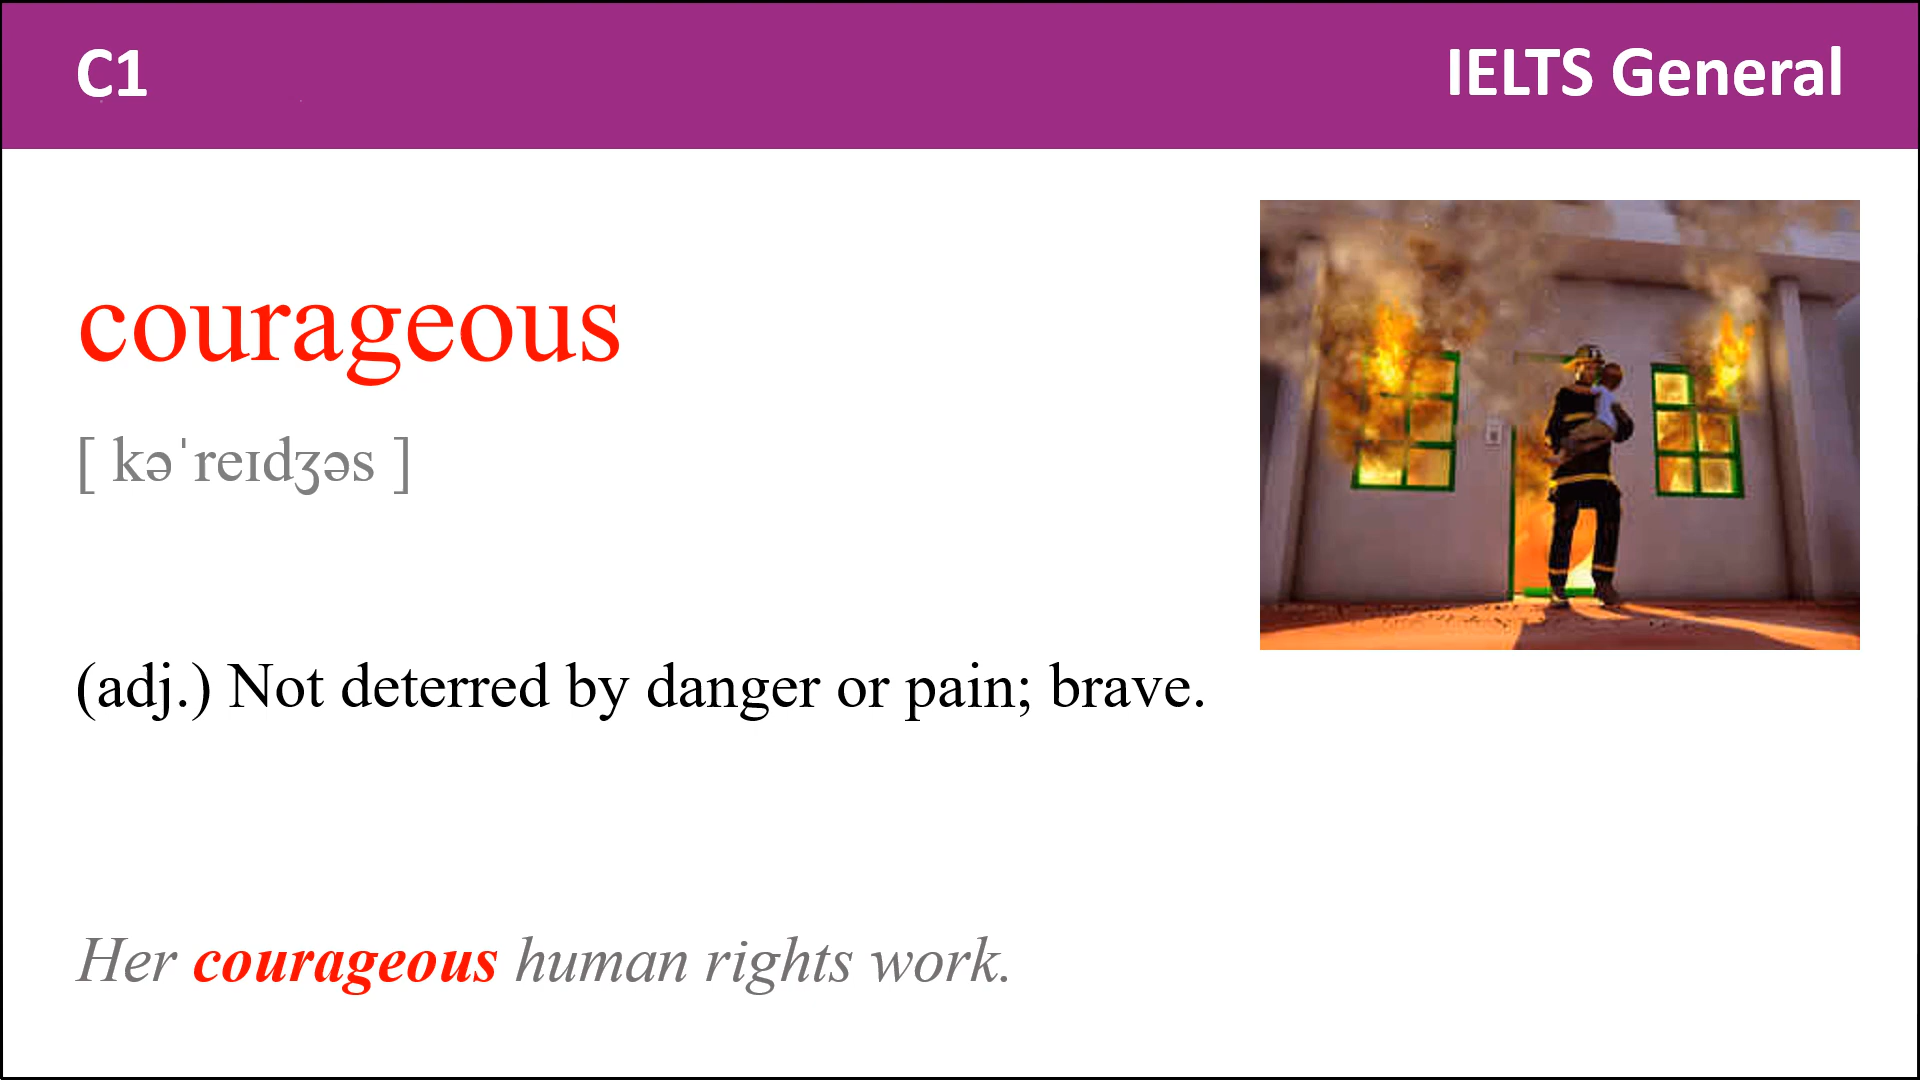 C1
IELTS General
courageous
[ kəˈreɪdʒəs ]
(adj.) Not deterred by danger or pain; brave.
Her courageous human rights work.